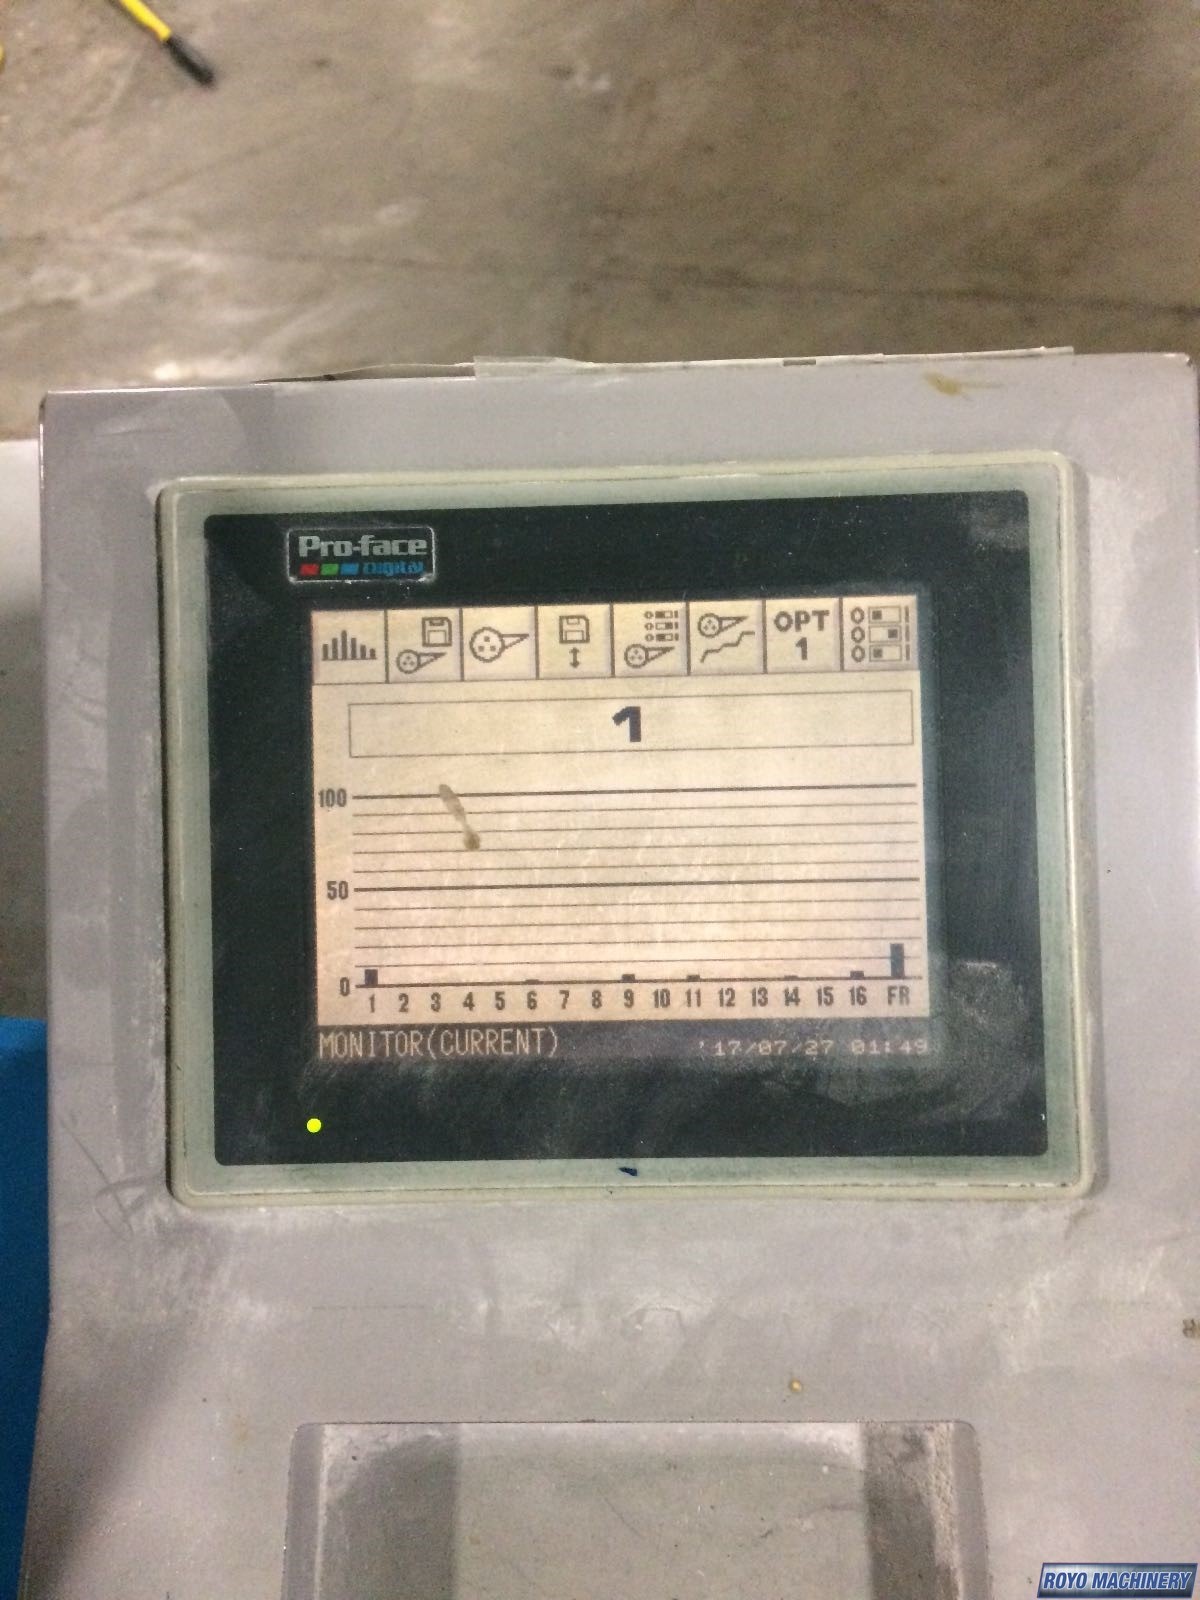 Pro-face
Digital
OPT
1
1
100
50
0
1 2 3 4 5 6 7 8 9 10 11 12 13 14 15 16 FR
MONITOR(CURRENT) '17/07/27 01:49
ROYO MACHINERY